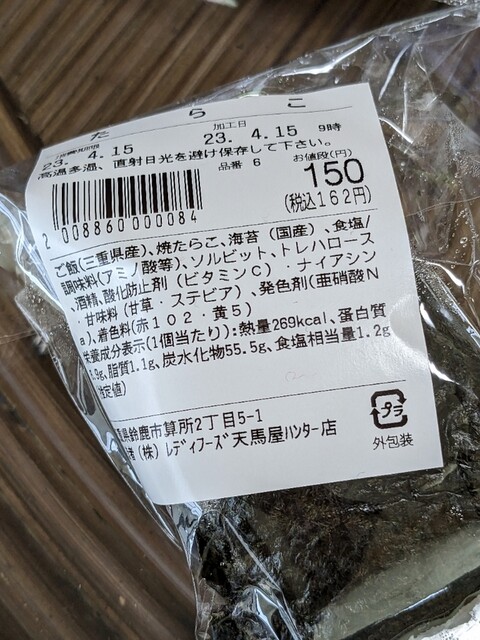 たらこ
消費期限 加工日
23. 4.15 23. 4.15 9時
高温多湿、直射日光を避け保存して下さい。
品番 6 お値段(円)
150
(税込162円)
2 008860 000084
ご飯(三重県産)、焼たらこ、海苔(国産)、食塩/
調味料(アミノ酸等)、ソルビット、トレハロース
、酒精、酸化防止剤(ビタミンC)・ナイアシン
、甘味料(甘草・ステビア)、発色剤(亜硝酸N
a)、着色料(赤102・黄5)
栄養成分表示(1個当たり):熱量269kcal、蛋白質
.9g、脂質1.1g、炭水化物55.5g、食塩相当量1.2g
定値)
県鈴鹿市算所2丁目5-1
者(株)レディフーズ天馬屋ハンター店
プラ
外包装